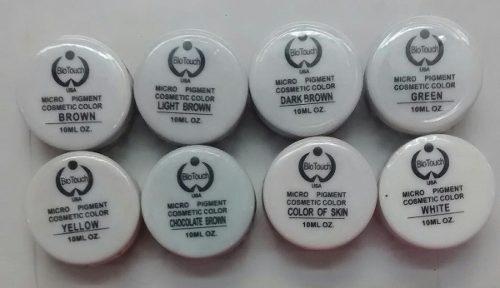 BioTouch
USA
MICRO PIGMENT
COSMETIC COLOR
BROWN
10ML OZ.
BioTouch
USA
MICRO PIGMENT
COSMETIC COLOR
LIGHT BROWN
10ML OZ.
BioTouch
USA
MICRO PIGMENT
COSMETIC COLOR
DARK BROWN
10ML OZ.
BioTouch
USA
MICRO PIGMENT
COSMETIC COLOR
GREEN
10ML OZ.
BioTouch
USA
MICRO PIGMENT
COSMETIC COLOR
YELLOW
10ML OZ.
BioTouch
USA
MICRO PIGMENT
COSMETIC COLOR
CHOCOLATE BROWN
10ML OZ.
BioTouch
USA
MICRO PIGMENT
COSMETIC COLOR
COLOR OF SKIN
10ML OZ.
BioTouch
USA
MICRO PIGMENT
COSMETIC COLOR
WHITE
10ML OZ.